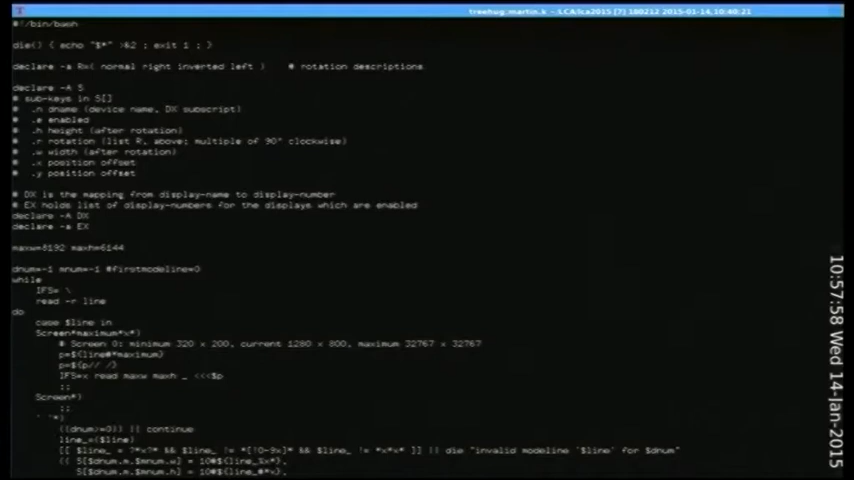 treehug:martin.k - .LCA/lca2015 [7] 180212 2015-01-14,10:40:21
#!/bin/bash
die() { echo "$*" >&2 ; exit 1 ; }
declare -a Rx=( normal right inverted left )    # rotation descriptions
declare -A S
# sub-keys in S[]
#  .n dname (device name, DX subscript)
#  .e enabled
#  .h height (after rotation)
#  .r rotation (list R, above; multiple of 90° clockwise)
#  .w width (after rotation)
#  .x position offset
#  .y position offset
# DX is the mapping from display-name to display-number
# EX holds list of display-numbers for the displays which are enabled
declare -A DX
declare -a EX
maxw=8192 maxh=6144
dnum=-1 mnum=-1 #firstmodeline=0
while
IFS= \
read -r line
do
case $line in
Screen*maximum*x*)
# Screen 0: minimum 320 x 200, current 1280 x 800, maximum 32767 x 32767
p=${line#*maximum}
p=${p// /}
IFS=x read maxw maxh _ <<<$p
;;
Screen*)
;;
' '*)
((dnum>=0)) || continue
line_=($line)
[[ $line_ = ?*x?* && $line_ != *[!0-9x]* && $line_ != *x*x* ]] || die "invalid modeline '$line' for $dnum"
(( S[$dnum.m.$mnum.w] = 10#${line_%x*},
S[$dnum.m.$mnum.h] = 10#${line_#*x},
10:57:58 Wed 14-Jan-2015